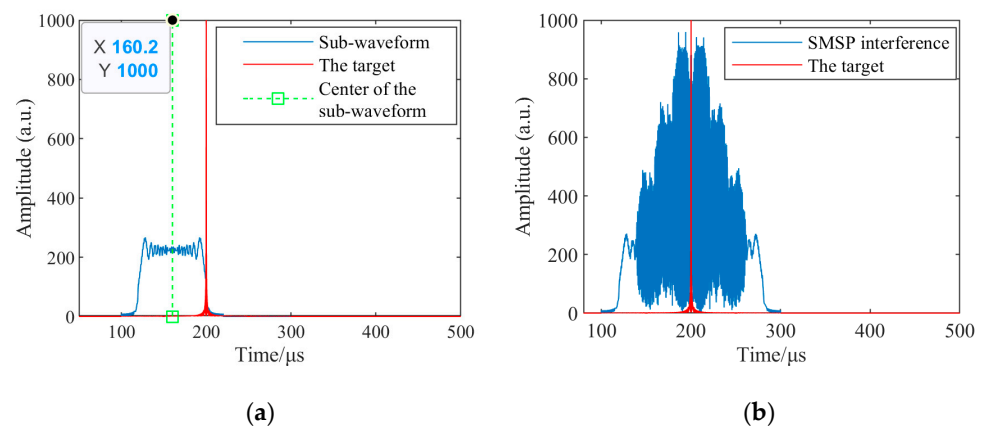 X 160.2
Y 1000
Sub-waveform
The target
Center of the
sub-waveform
1000
800
600
400
200
0
Amplitude (a.u.)
100 200 300 400 500
Time/μs
(a)
SMSP interference
The target
1000
800
600
400
200
0
Amplitude (a.u.)
100 200 300 400 500
Time/μs
(b)